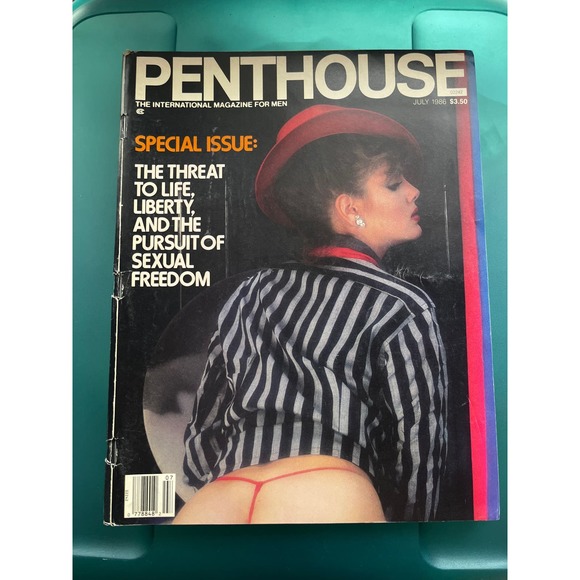 PENTHOUSE
THE INTERNATIONAL MAGAZINE FOR MEN
JULY 1986 $3.50
SPECIAL ISSUE:
THE THREAT
TO LIFE,
LIBERTY,
AND THE
PURSUIT OF
SEXUAL
FREEDOM
07